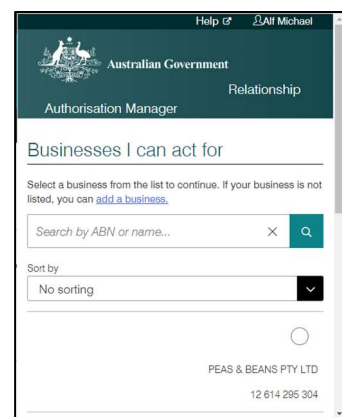 Help Alf Michael
Australian Government
Relationship
Authorisation Manager
Businesses I can act for
Select a business from the list to continue. If your business is not
listed, you can add a business.
Search by ABN or name...
Sort by
No sorting
PEAS & BEANS PTY LTD
12 614 295 304